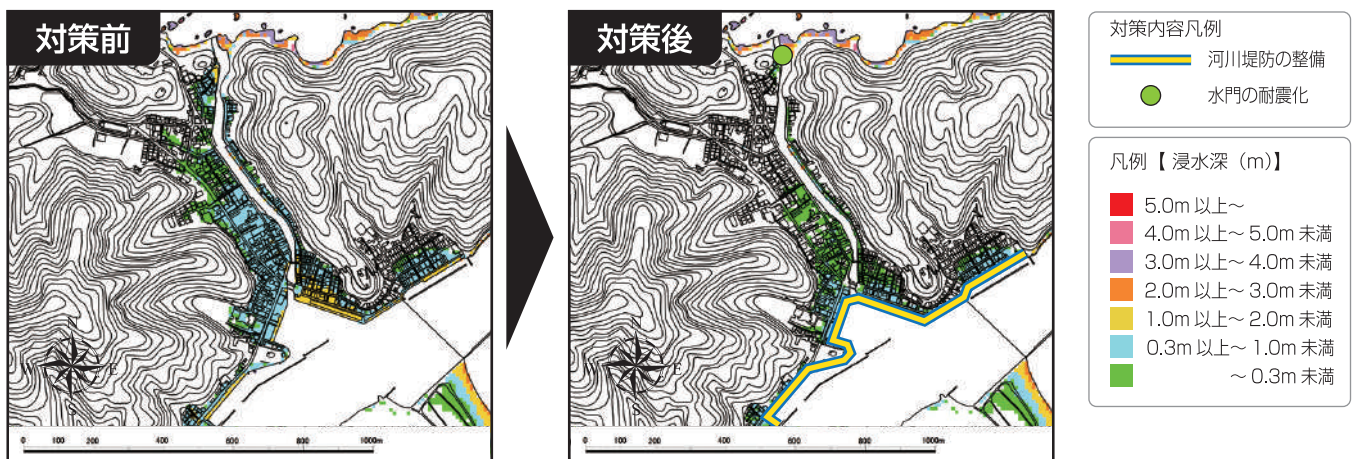 対策前
N
W
E
S
0 200 400 600 800 1000m
対策後
N
W
E
S
0 100 200 400 600 800 1000m
対策内容凡例
河川堤防の整備
水門の耐震化
凡例【 浸水深（m）】
5.0m 以上～
4.0m 以上～ 5.0m 未満
3.0m 以上～ 4.0m 未満
2.0m 以上～ 3.0m 未満
1.0m 以上～ 2.0m 未満
0.3m 以上～ 1.0m 未満
～ 0.3m 未満